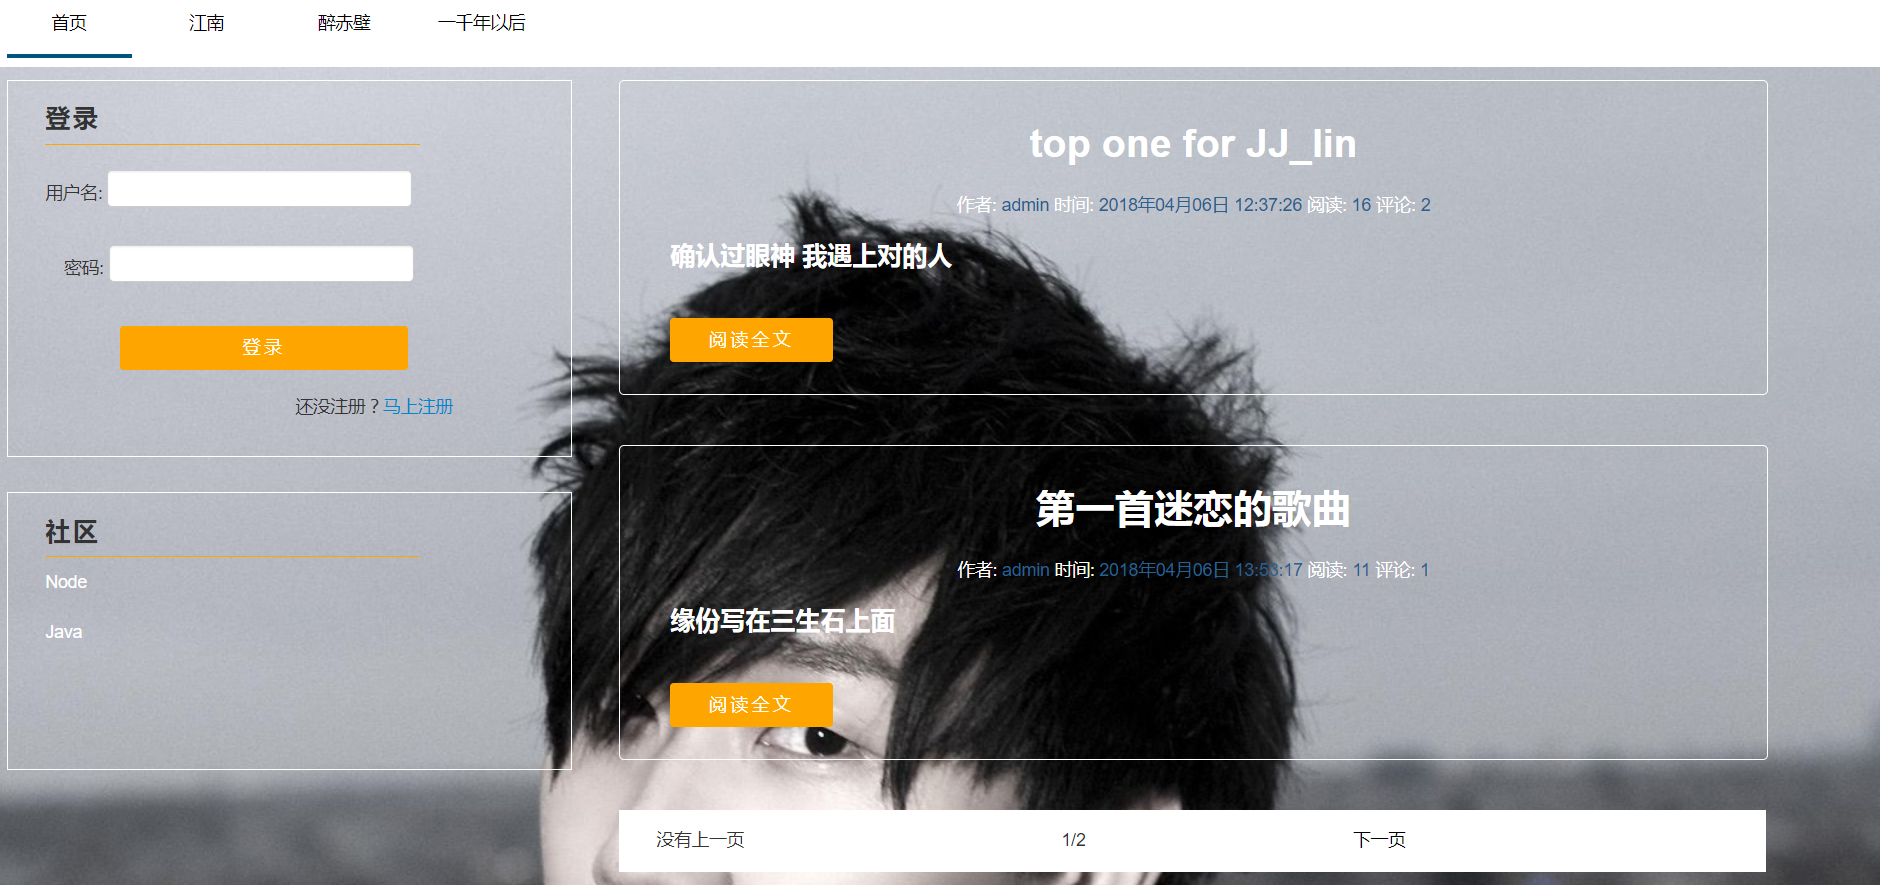 首页 江南 醉赤壁 一千年以后
登录
用户名:
密码:
登录
还没注册？马上注册
社区
Node
Java
top one for JJ_lin
作者: admin 时间: 2018年04月06日 12:37:26 阅读: 16 评论: 2
确认过眼神 我遇上对的人
阅读全文
第一首迷恋的歌曲
作者: admin 时间: 2018年04月06日 13:53:17 阅读: 11 评论: 1
缘份写在三生石上面
阅读全文
没有上一页 1/2 下一页